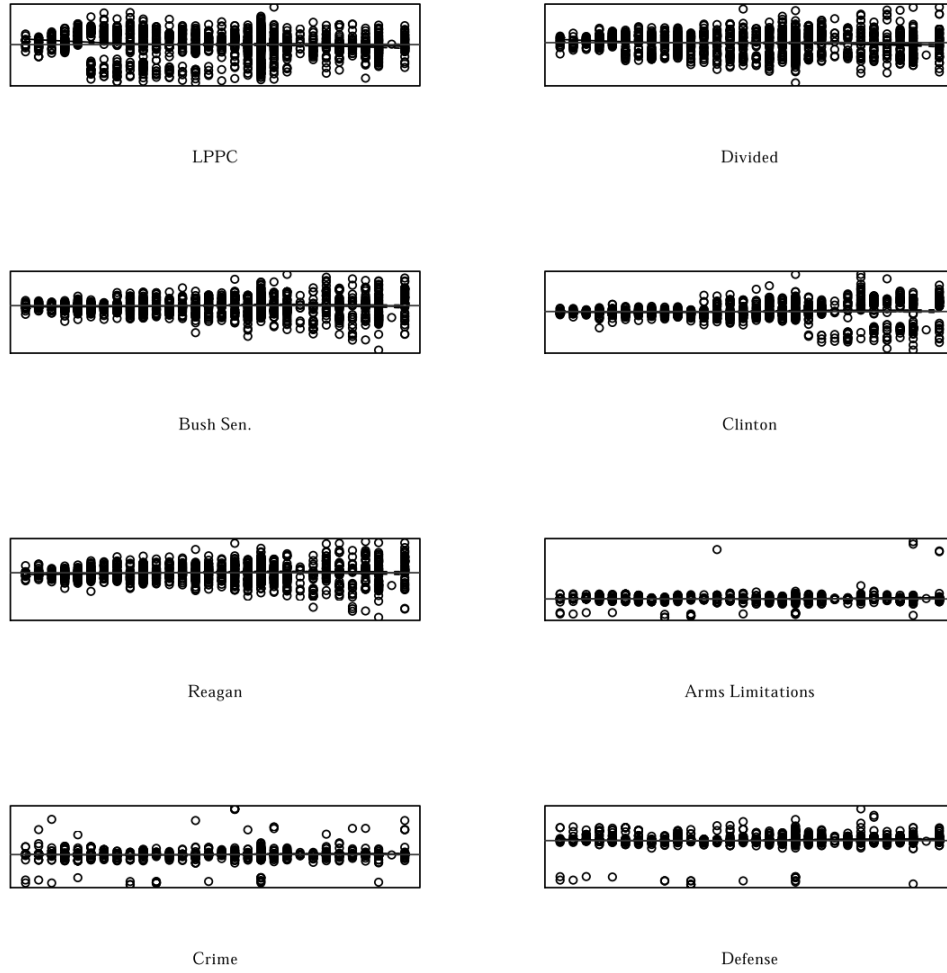 LPPC
Divided
Bush Sen.
Clinton
Reagan
Arms Limitations
Crime
Defense